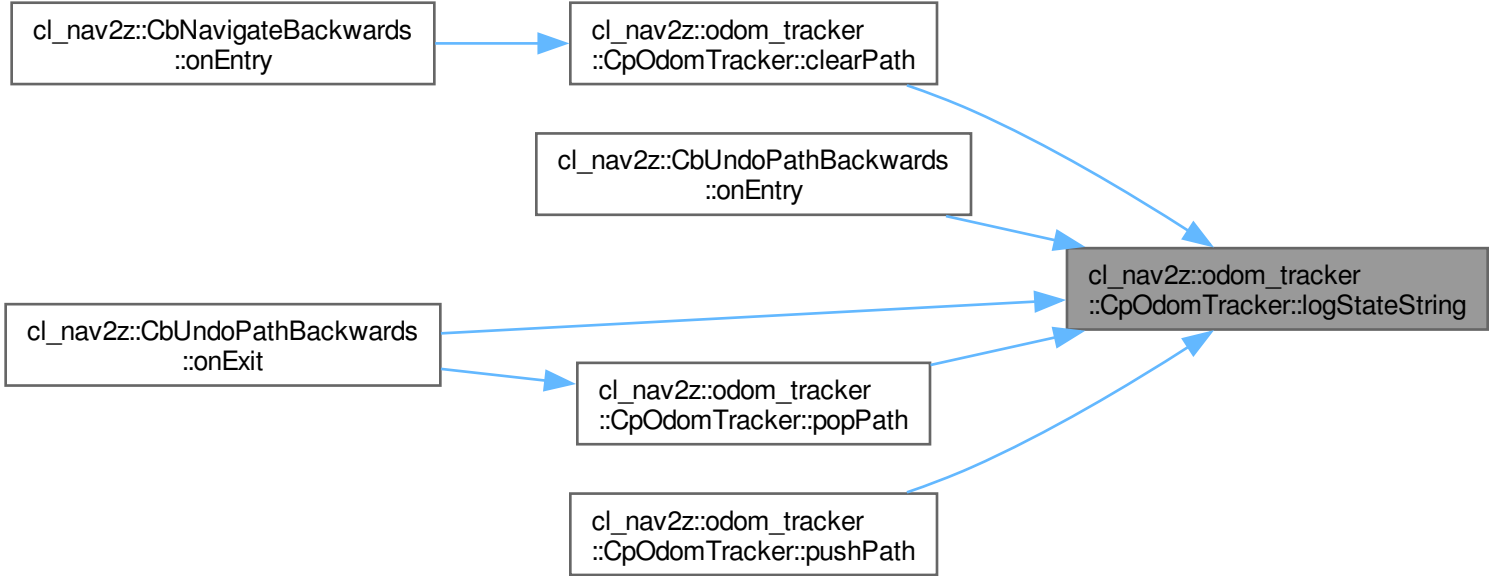 cl_nav2z::CbNavigateBackwards
::onEntry
cl_nav2z::odom_tracker
::CpOdomTracker::clearPath
cl_nav2z::CbUndoPathBackwards
::onEntry
cl_nav2z::odom_tracker
::CpOdomTracker::logStateString
cl_nav2z::CbUndoPathBackwards
::onExit
cl_nav2z::odom_tracker
::CpOdomTracker::popPath
cl_nav2z::odom_tracker
::CpOdomTracker::pushPath